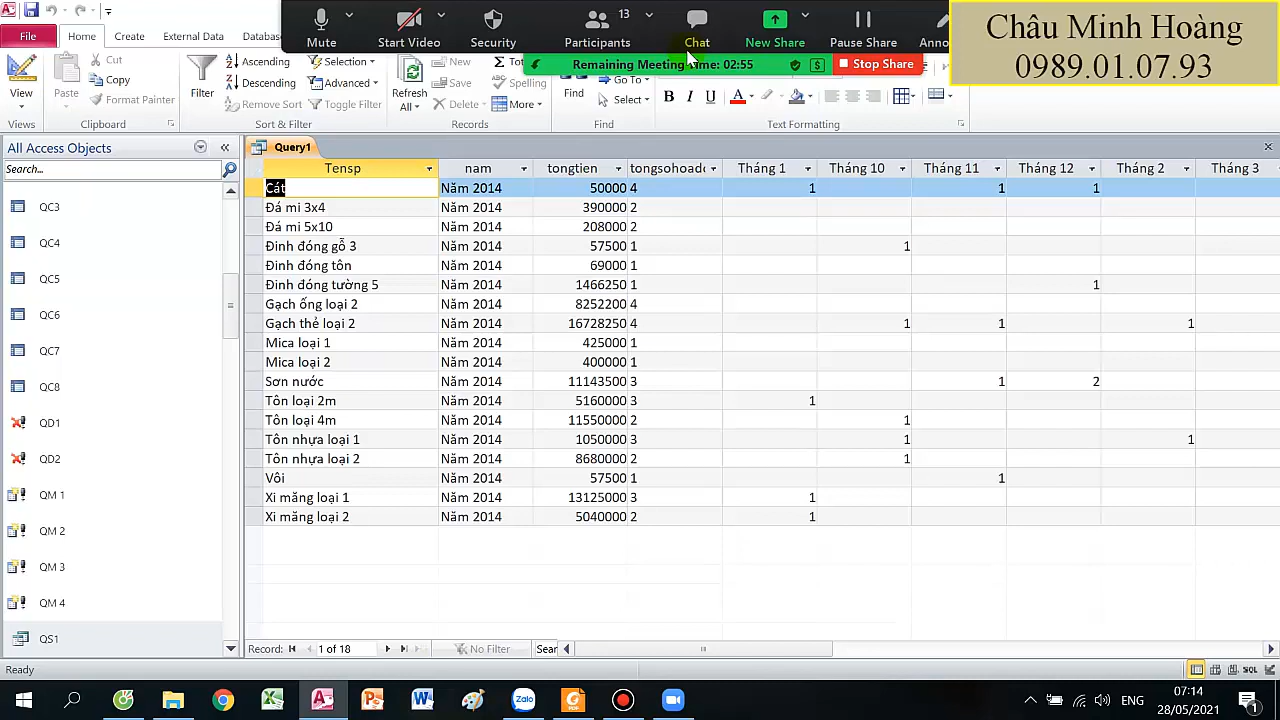 File
Home
Create
External Data
Mute
Start Video
Security
Participants
13
Chat
New Share
Pause Share
Remaining Meeting Time: 02:55
Stop Share
Châu Minh Hoàng
0989.01.07.93
View
Views
Paste
Cut
Copy
Format Painter
Clipboard
Filter
Ascending
Descending
Remove Sort
Selection
Advanced
Toggle Filter
Sort & Filter
Refresh
All
New
Delete
Spelling
More
Records
Find
Go To
Select
Find
B I U
A
Text Formatting
All Access Objects
Search...
QC3
QC4
QC5
QC6
QC7
QC8
QD1
QD2
QM 1
QM 2
QM 3
QM 4
QS1
Query1
Tensp nam tongtien Tháng 1 Tháng 10 Tháng 11 Tháng 12 Tháng 2 Tháng 3
Cát Năm 2014 50000 4 1 1 1
Đá mi 3x4 Năm 2014 390000 2
Đá mi 5x10 Năm 2014 208000 2
Đinh đóng gỗ 3 Năm 2014 57500 1 1
Đinh đóng tôn Năm 2014 69000 1
Đinh đóng tường 5 Năm 2014 1466250 1 1
Gạch ống loại 2 Năm 2014 8252200 4
Gạch thẻ loại 2 Năm 2014 16728250 4 1 1 1
Mica loại 1 Năm 2014 425000 1
Mica loại 2 Năm 2014 400000 1
Sơn nước Năm 2014 11143500 3 1 2
Tôn loại 2m Năm 2014 5160000 3 1
Tôn loại 4m Năm 2014 11550000 2 1
Tôn nhựa loại 1 Năm 2014 1050000 3 1 1
Tôn nhựa loại 2 Năm 2014 8680000 2 1
Vôi Năm 2014 57500 1 1
Xi măng loại 1 Năm 2014 13125000 3 1
Xi măng loại 2 Năm 2014 5040000 2 1
Record: 1 of 18 No Filter Sear
Ready
SQL
Zalo
ENG
07:14
28/05/2021
1